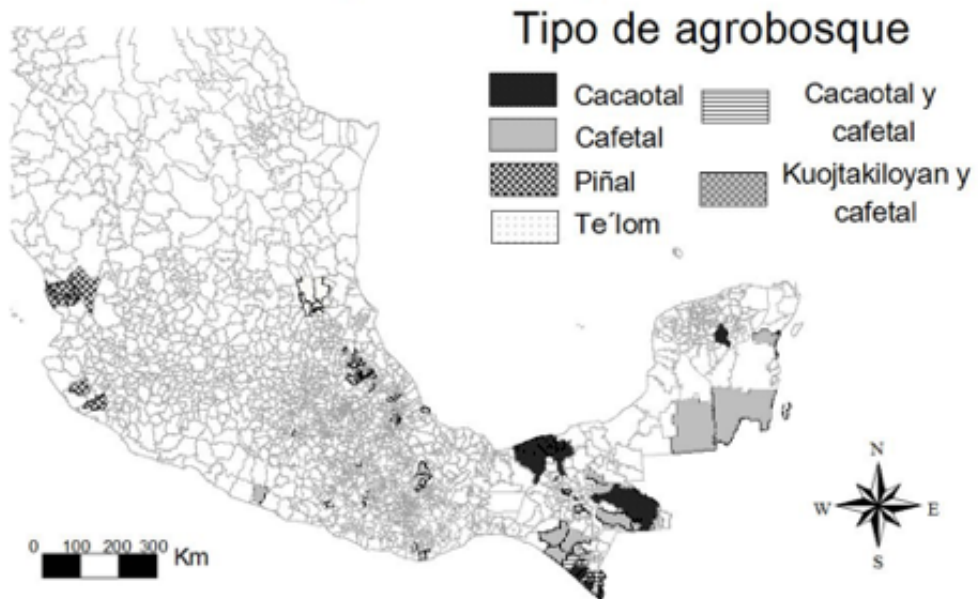 Tipo de agrobosque
Cacaotal
Cafetal
Piñal
Te´lom
Cacaotal y
cafetal
Kuojtakiloyan y
cafetal
N
W E
S
0 100 200 300 Km